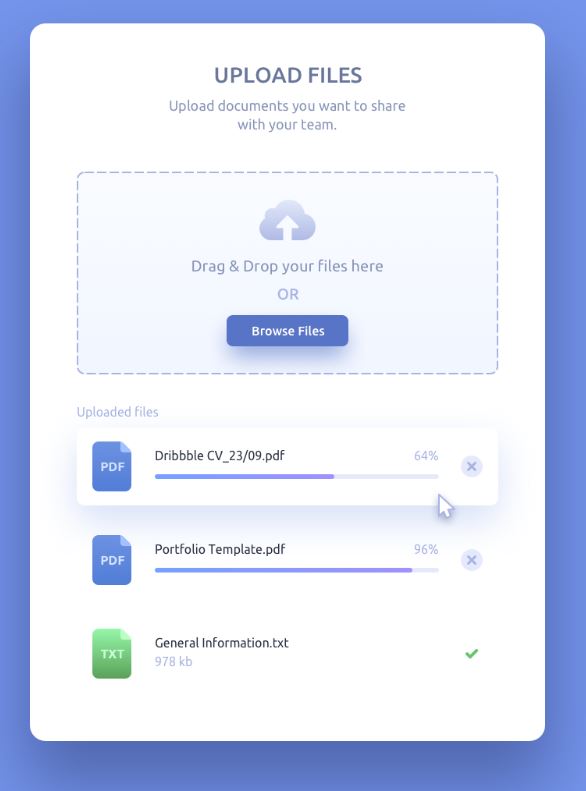 UPLOAD FILES
Upload documents you want to share
with your team.
Drag & Drop your files here
OR
Browse Files
Uploaded files
PDF
Dribbble CV_23/09.pdf
64%
PDF
Portfolio Template.pdf
96%
TXT
General Information.txt
978 kb